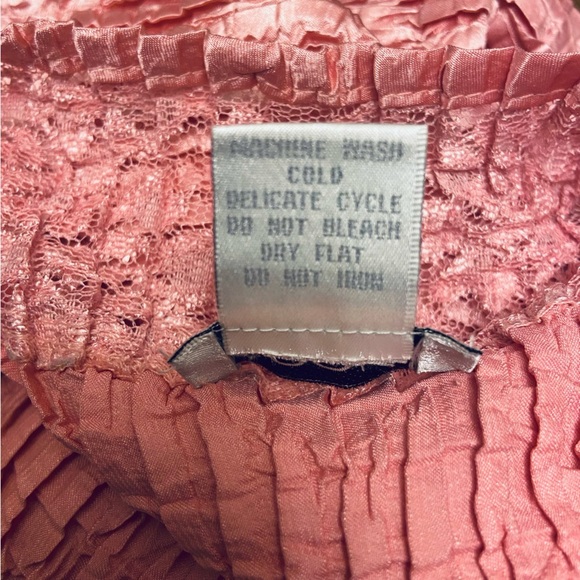 MACHINE WASH
COLD
DELICATE CYCLE
DO NOT BLEACH
DRY FLAT
DO NOT IRON